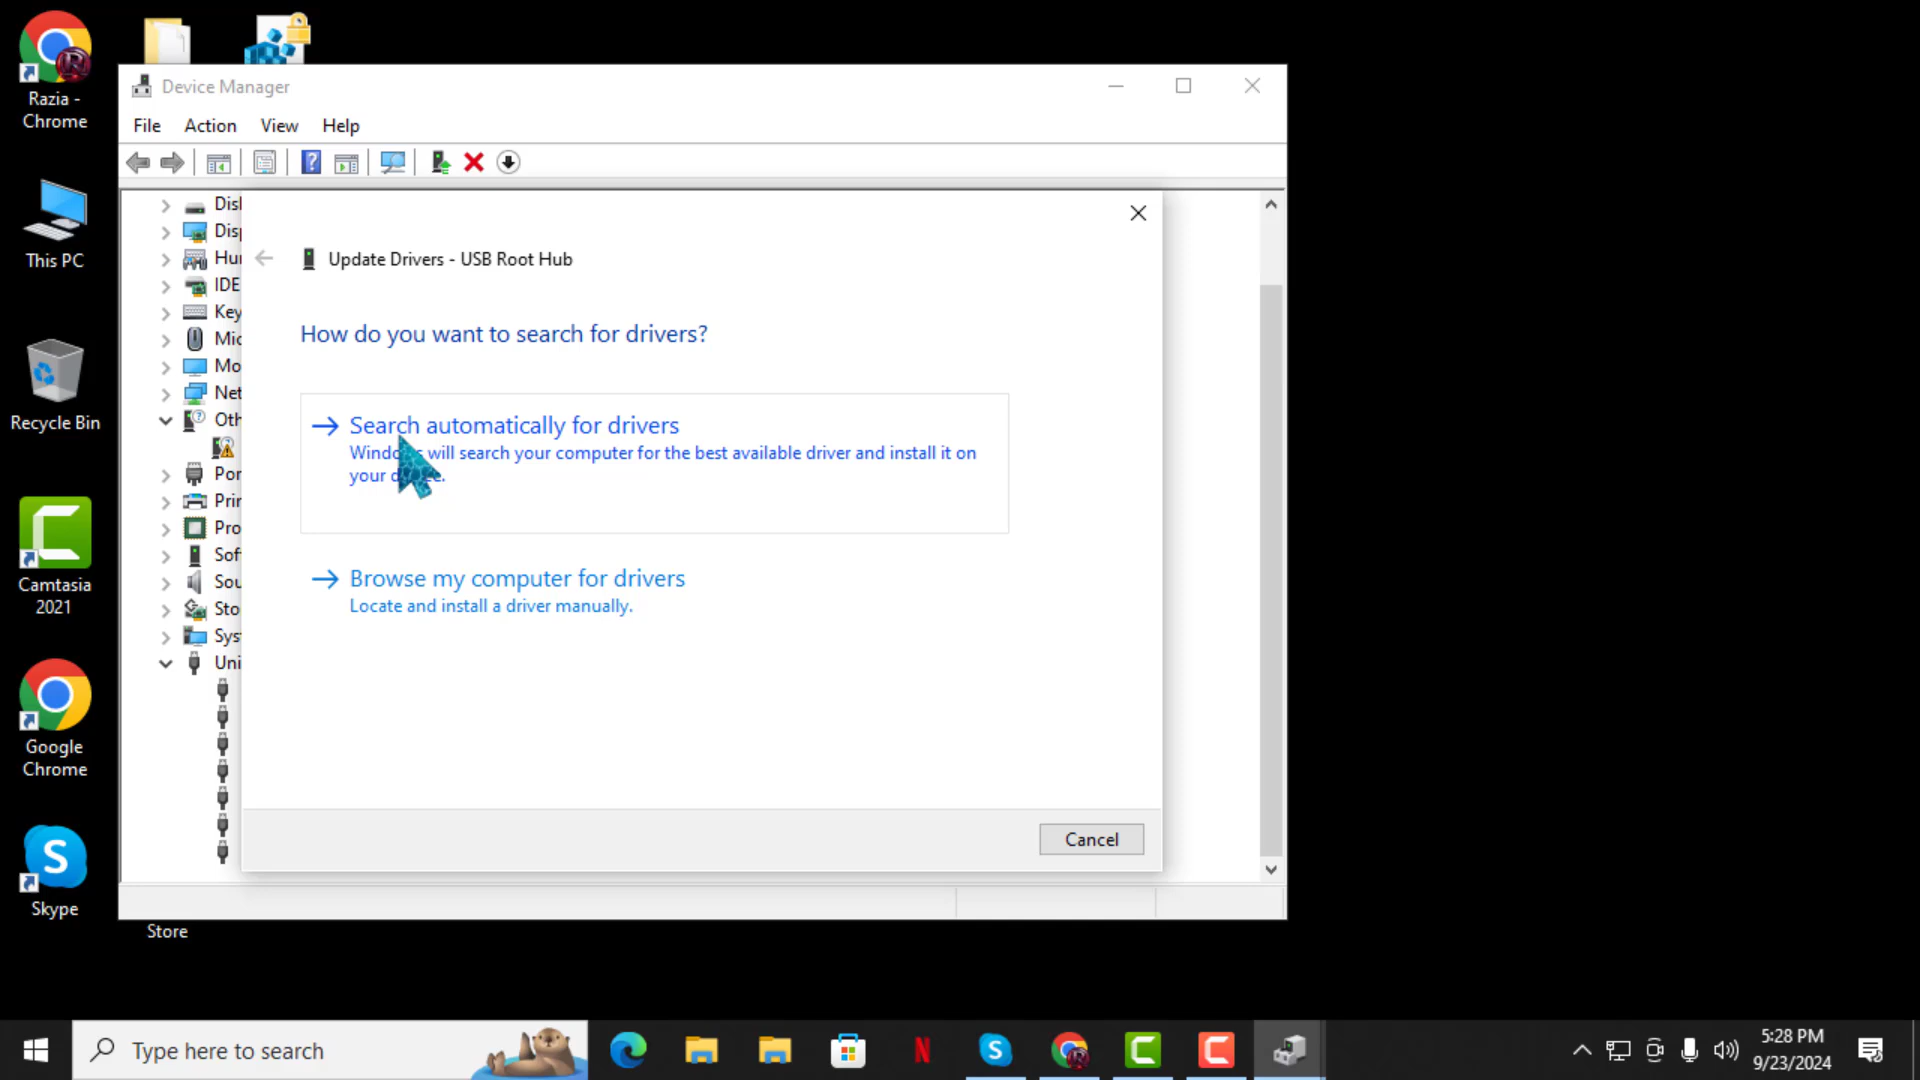 Razia -
Chrome
This PC
Recycle Bin
Camtasia
2021
Google
Chrome
Skype
Store
Device Manager
File Action View Help
Update Drivers - USB Root Hub
How do you want to search for drivers?
Search automatically for drivers
Windows will search your computer for the best available driver and install it on
your device.
Browse my computer for drivers
Locate and install a driver manually.
Cancel
Disl
Disp
Hur
IDE
Key
Mic
Mo
Net
Oth
Por
Prir
Pro
Sof
Sou
Sto
Sys
Uni
Type here to search
5:28 PM
9/23/2024